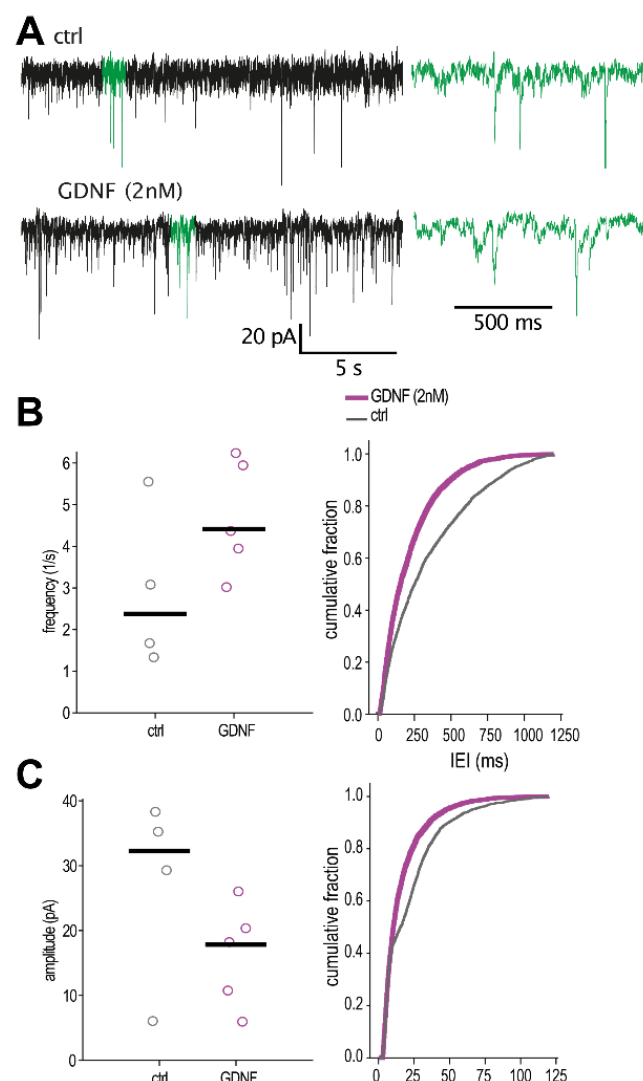 A ctrl
GDNF (2nM)
20 pA
5 s
500 ms
B
GDNF (2nM)
ctrl
frequency (1/s)
6
5
4
3
2
1
0
ctrl GDNF
cumulative fraction
1.0
0.8
0.6
0.4
0.2
0.0
0 250 500 750 1000 1250
IEI (ms)
C
amplitude (pA)
40
30
20
10
0
ctrl GDNF
cumulative fraction
1.0
0.8
0.6
0.4
0.2
0.0
0 25 50 75 100 125